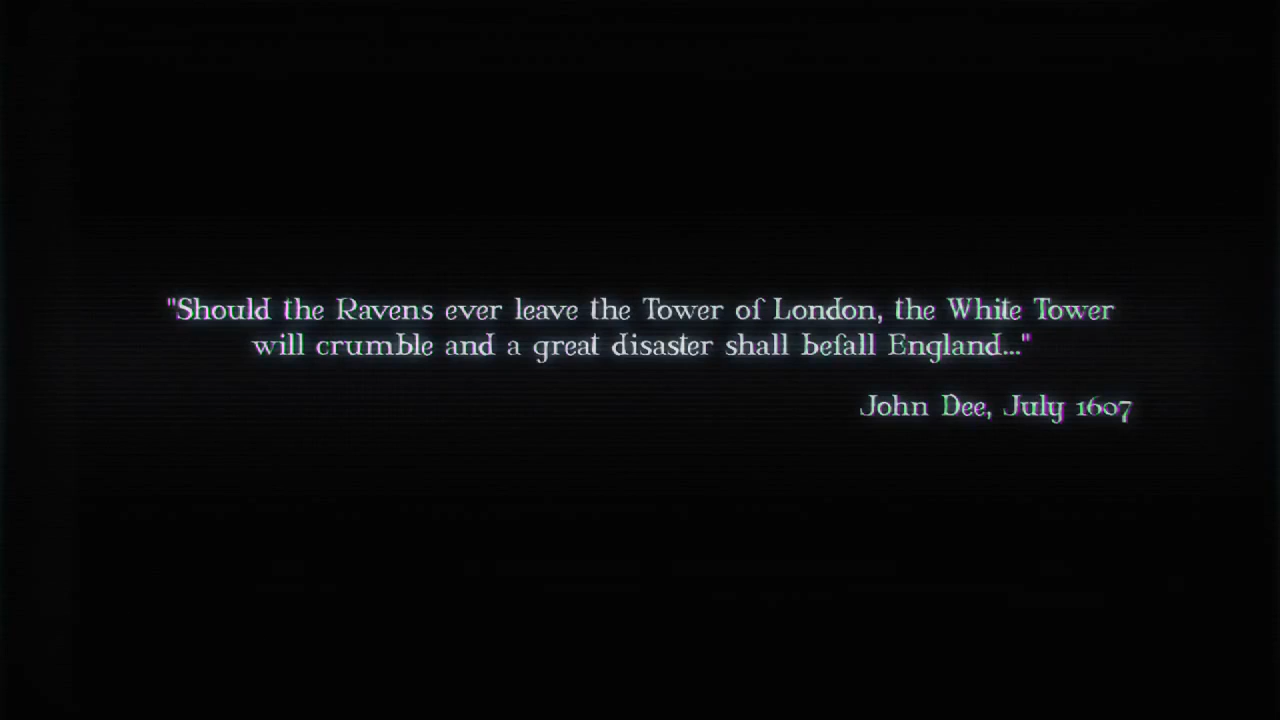 "Should the Ravens ever leave the Tower of London, the White Tower
will crumble and a great disaster shall befall England..."
John Dee, July 1607